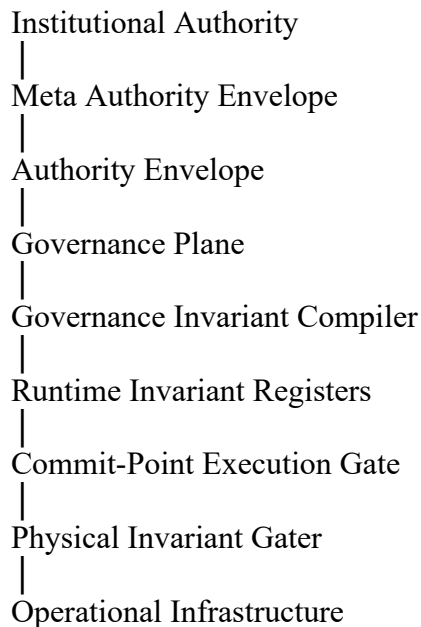 Institutional Authority
Meta Authority Envelope
Authority Envelope
Governance Plane
Governance Invariant Compiler
Runtime Invariant Registers
Commit-Point Execution Gate
Physical Invariant Gater
Operational Infrastructure